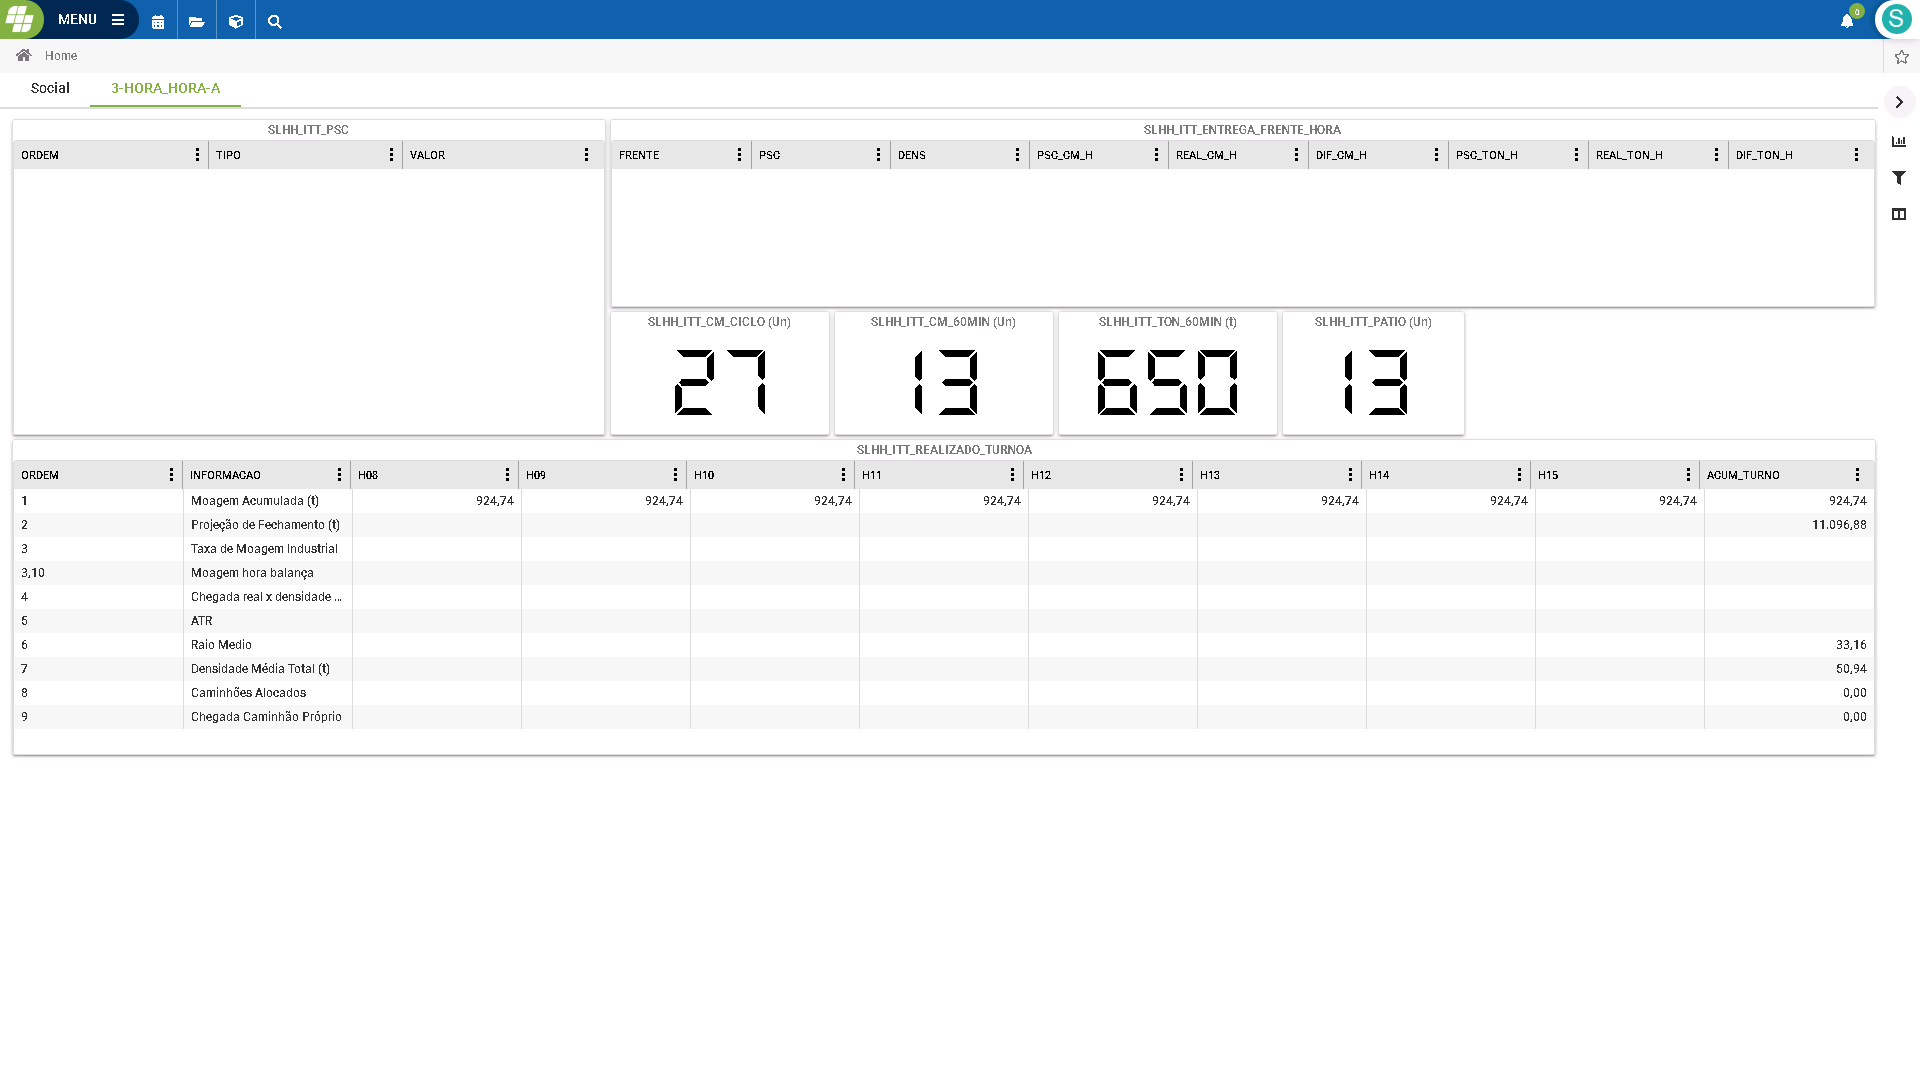 MENU
0
S
Home
Social 3-HORA_HORA-A
SLHH_ITT_PSC
ORDEM TIPO VALOR
SLHH_ITT_ENTREGA_FRENTE_HORA
FRENTE PSC DENS PSC_CM_H REAL_CM_H DIF_CM_H PSC_TON_H REAL_TON_H DIF_TON_H
SLHH_ITT_CM_CICLO (Un) SLHH_ITT_CM_60MIN (Un) SLHH_ITT_TON_60MIN (t) SLHH_ITT_PATIO (Un)
27 13 650 13
SLHH_ITT_REALIZADO_TURNOA
ORDEM INFORMACAO H08 H09 H10 H11 H12 H13 H14 H15 ACUM_TURNO
1 Moagem Acumulada (t) 924,74 924,74 924,74 924,74 924,74 924,74 924,74 924,74 924,74
2 Projeção de Fechamento (t) 11.096,88
3 Taxa de Moagem Industrial
3,10 Moagem hora balança
4 Chegada real x densidade ...
5 ATR
6 Raio Medio 33,16
7 Densidade Média Total (t) 50,94
8 Caminhões Alocados 0,00
9 Chegada Caminhão Próprio 0,00